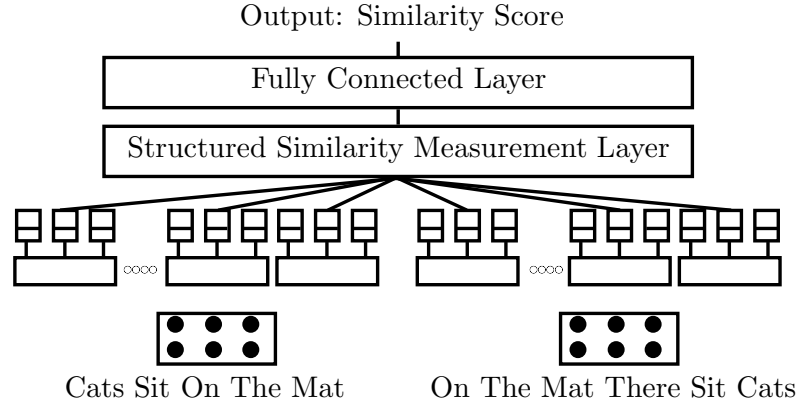 Output: Similarity Score
Fully Connected Layer
Structured Similarity Measurement Layer
Cats Sit On The Mat
On The Mat There Sit Cats